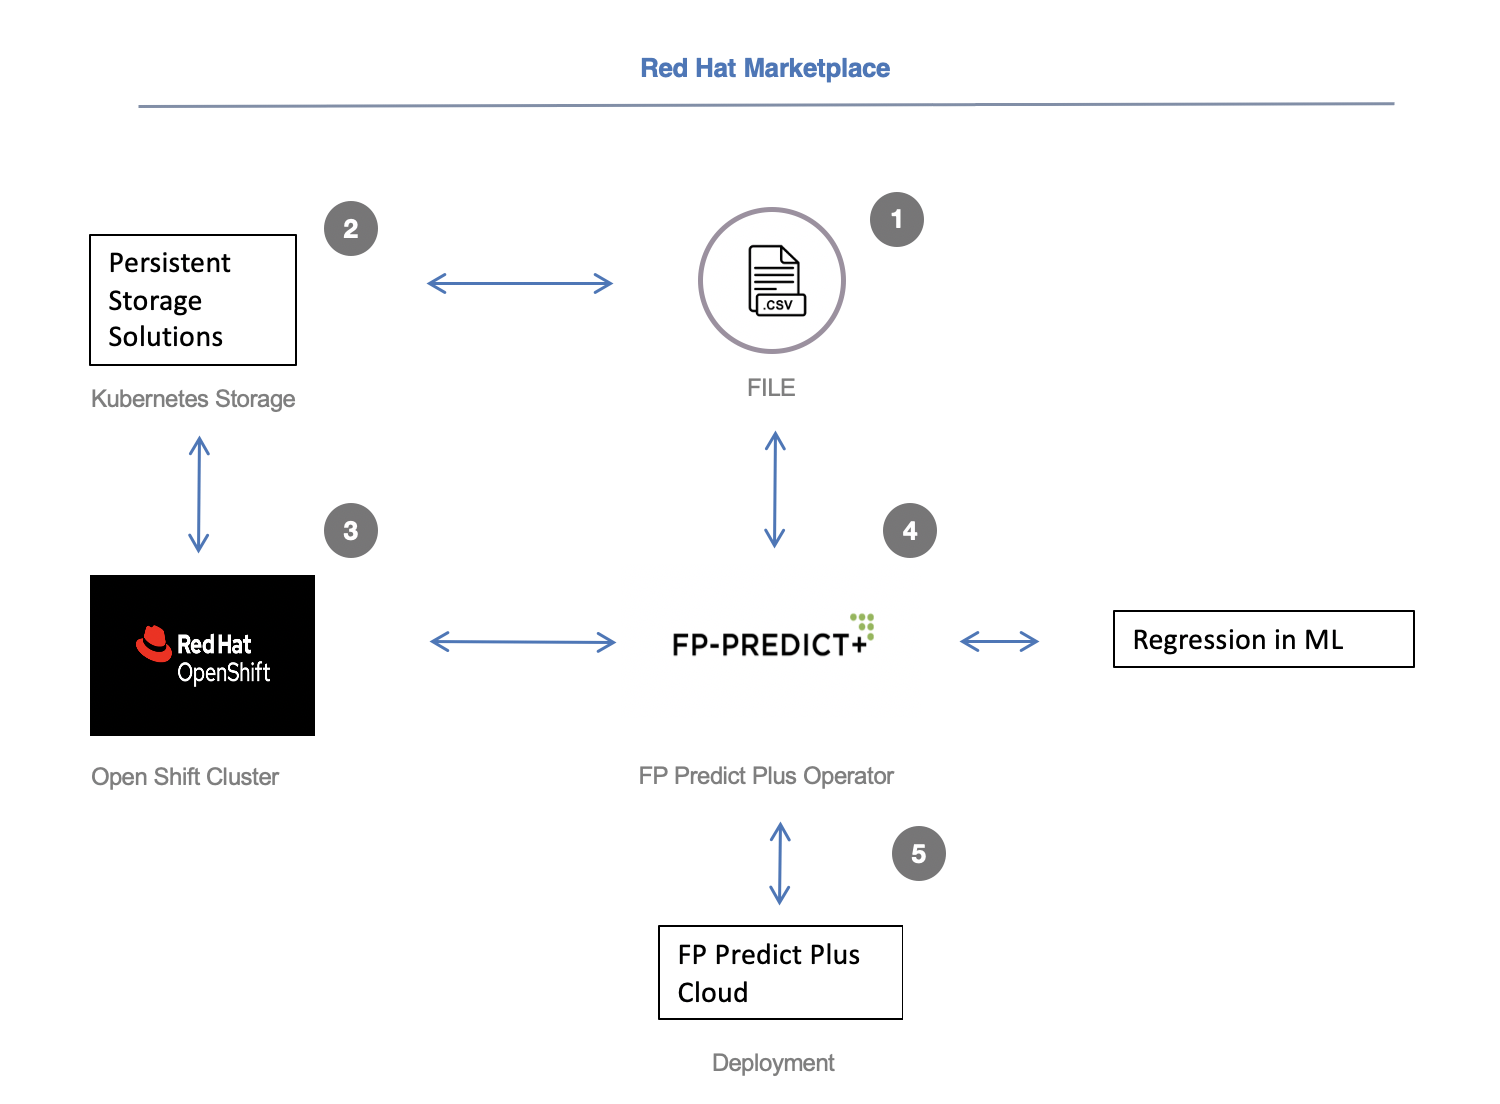 Red Hat Marketplace
2
1
Persistent
Storage
Solutions
.CSV
Kubernetes Storage
FILE
3
4
Red Hat
OpenShift
FP-PREDICT+
Regression in ML
Open Shift Cluster
FP Predict Plus Operator
5
FP Predict Plus
Cloud
Deployment